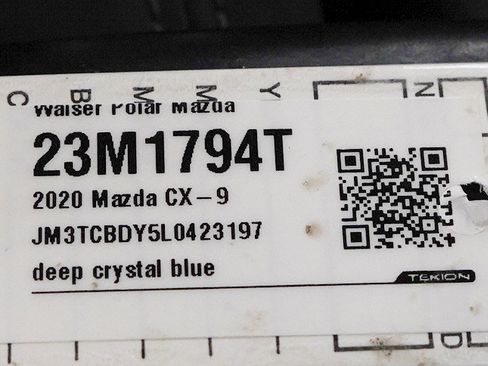 C B M M Y N
Walser Polar Mazda
23M1794T
2020 Mazda CX-9
JM3TCBDY5L0423197
deep crystal blue
TEKION
D